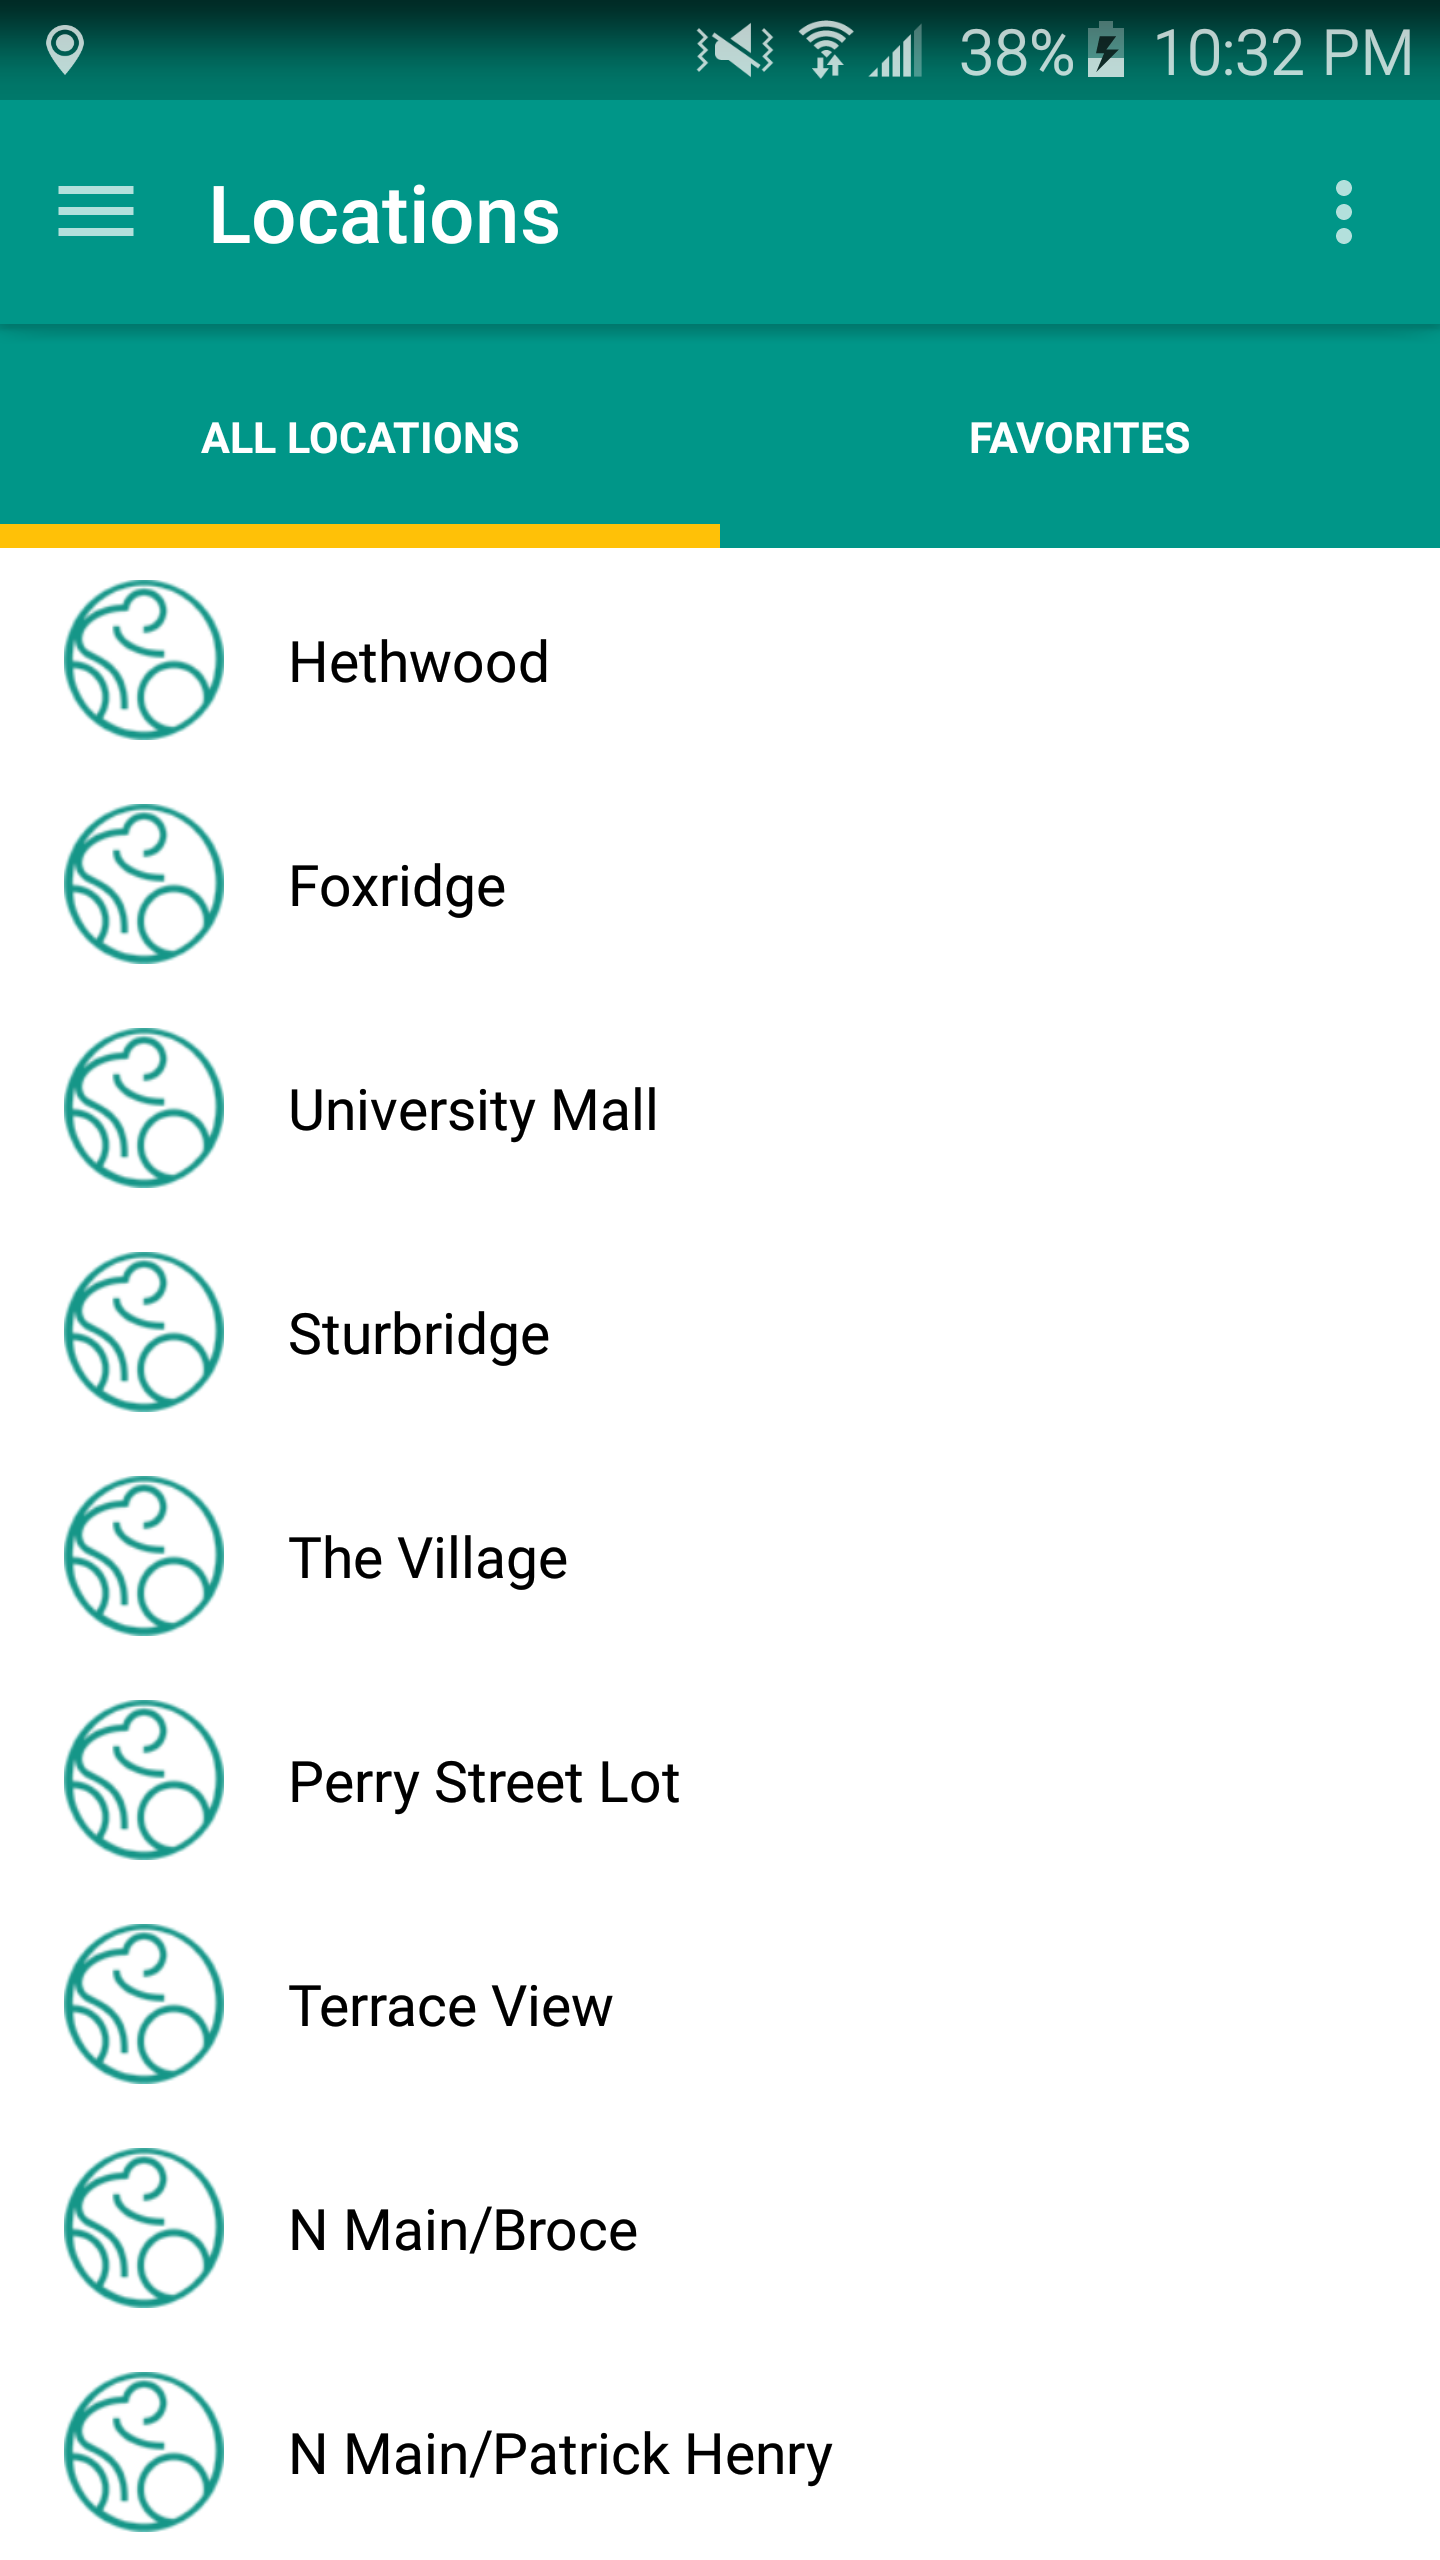 38% 10:32 PM
Locations
ALL LOCATIONS FAVORITES
Hethwood
Foxridge
University Mall
Sturbridge
The Village
Perry Street Lot
Terrace View
N Main/Broce
N Main/Patrick Henry